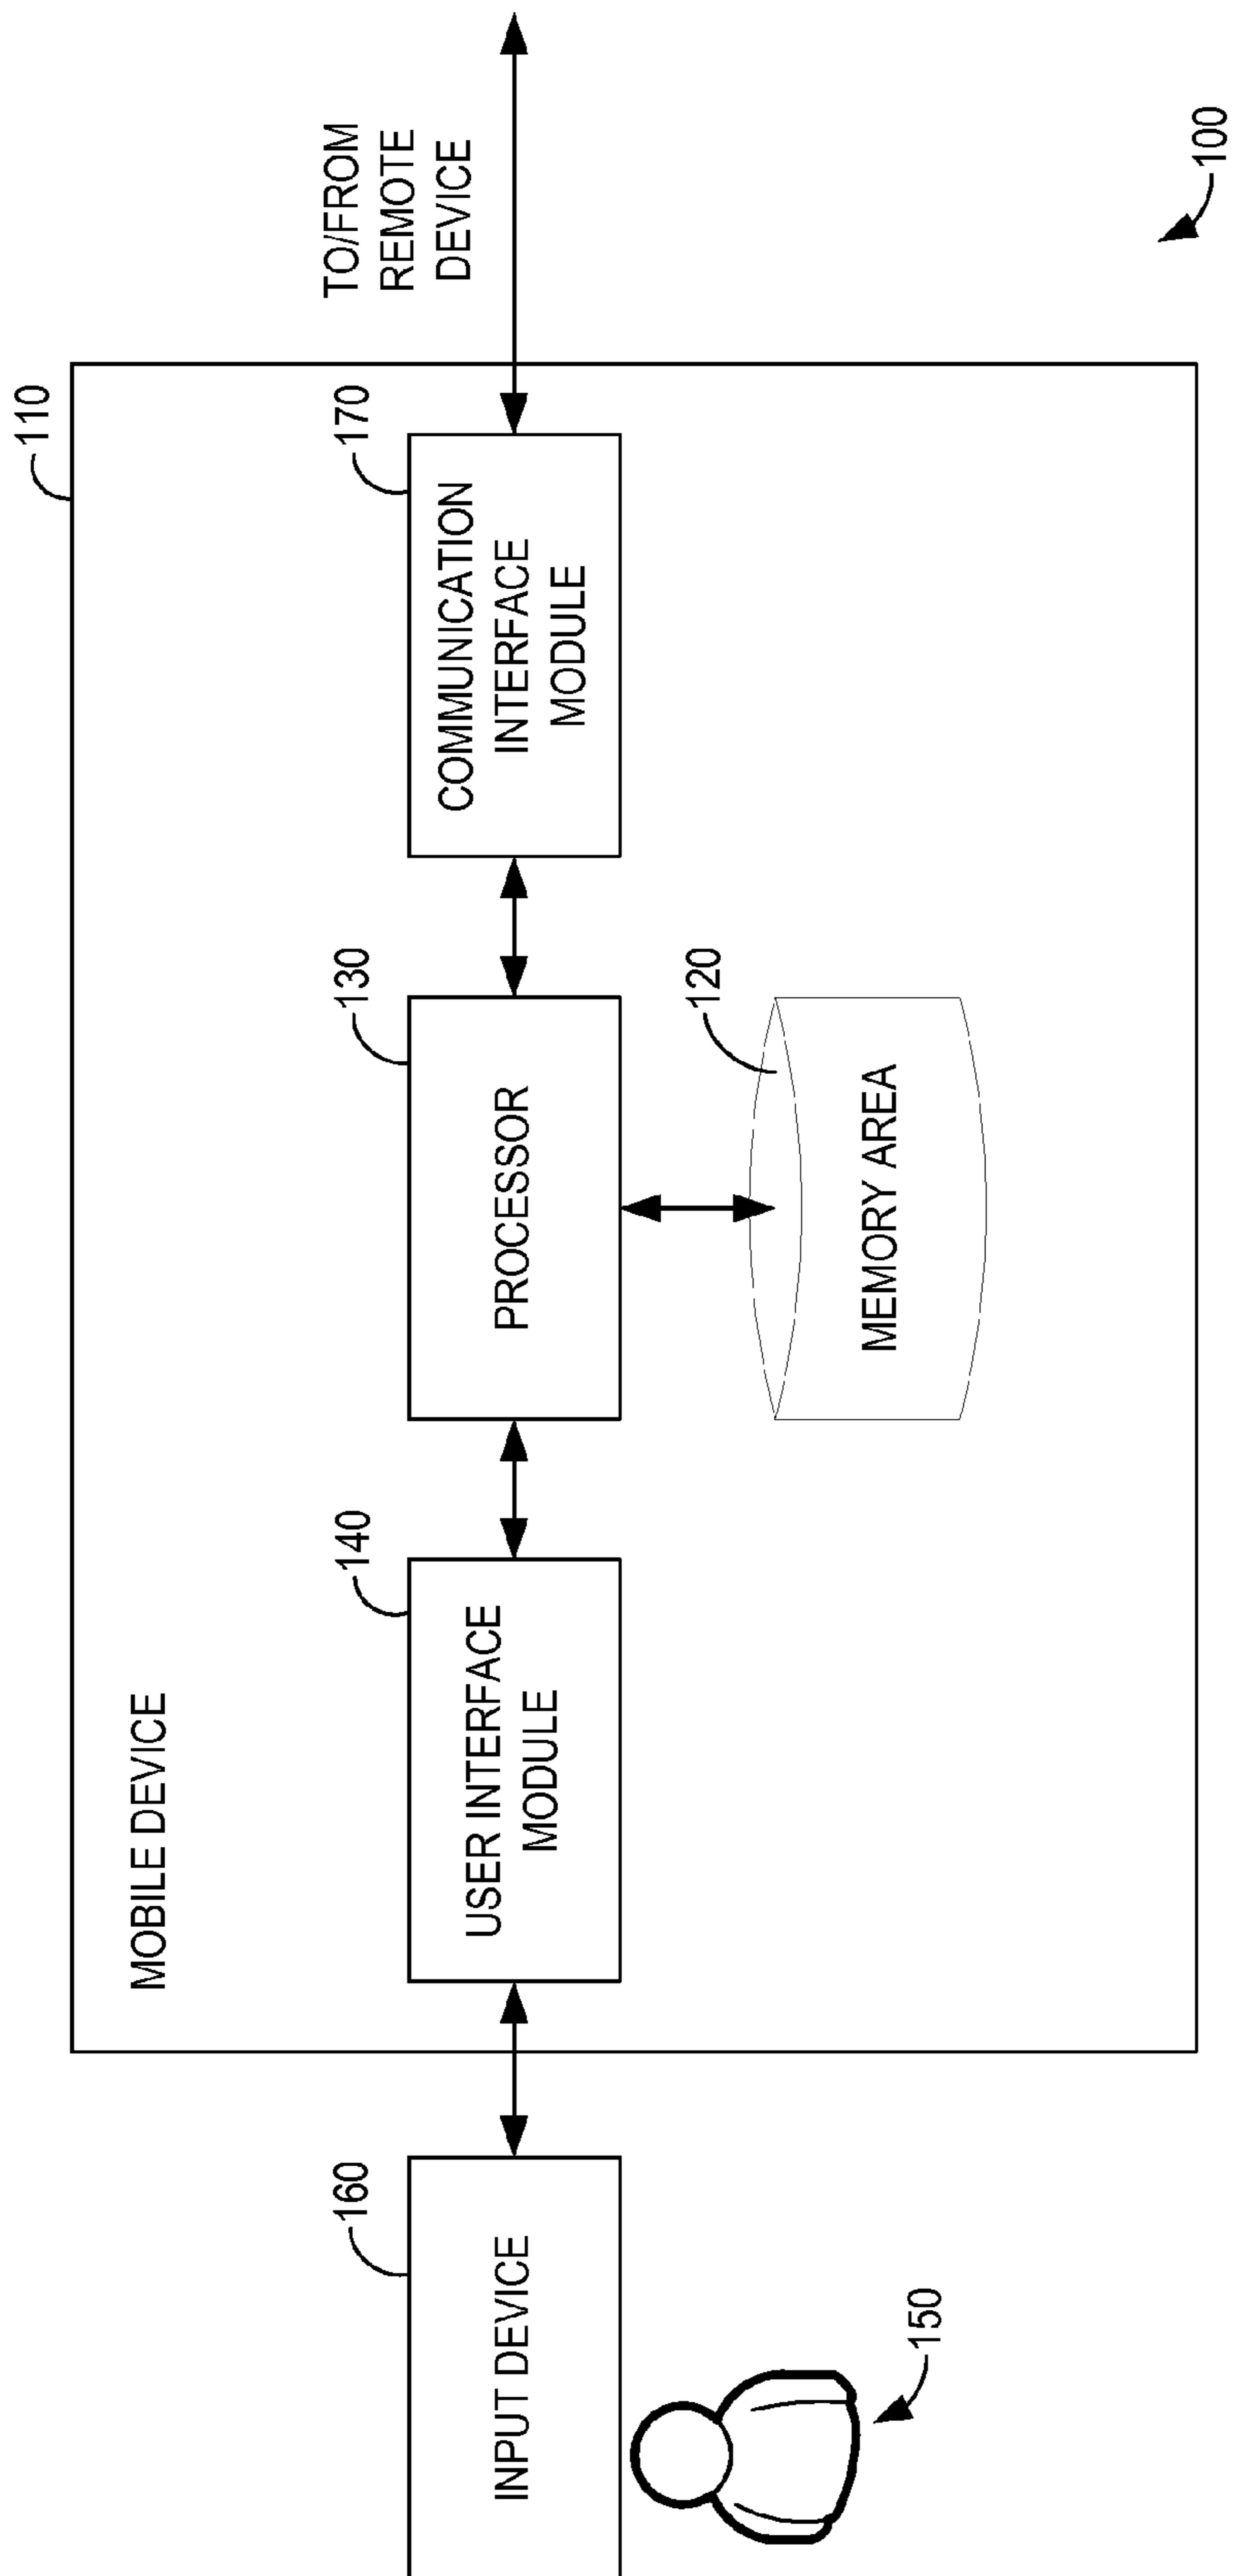 110
MOBILE DEVICE
160
140
130
170
TO/FROM
REMOTE
DEVICE
INPUT DEVICE
USER INTERFACE
MODULE
PROCESSOR
COMMUNICATION
INTERFACE
MODULE
120
MEMORY AREA
150
100